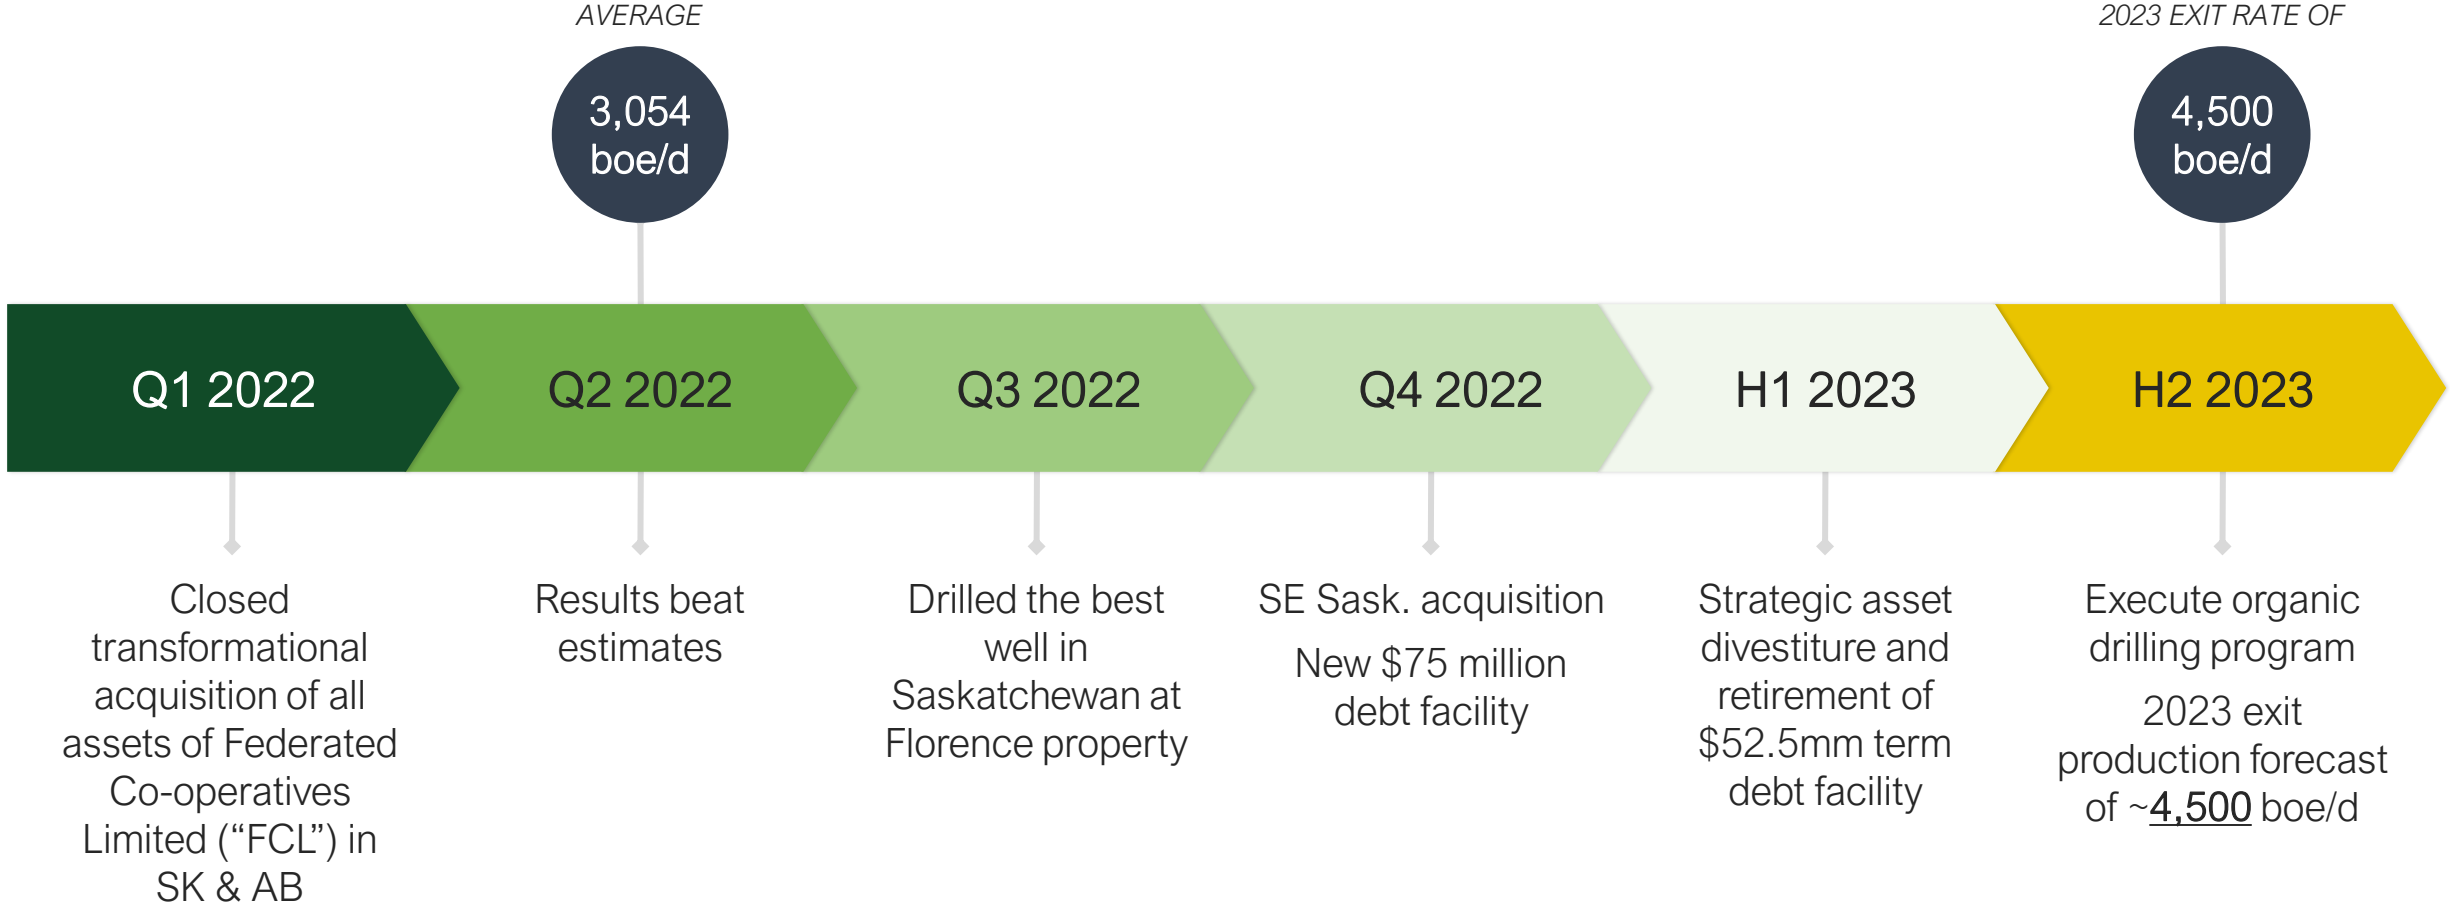 AVERAGE
3,054
boe/d
2023 EXIT RATE OF
4,500
boe/d
Q1 2022
Q2 2022
Q3 2022
Q4 2022
H1 2023
H2 2023
Closed
transformational
acquisition of all
assets of Federated
Co-operatives
Limited (“FCL”) in
SK & AB
Results beat
estimates
Drilled the best
well in
Saskatchewan at
Florence property
SE Sask. acquisition
New $75 million
debt facility
Strategic asset
divestiture and
retirement of
$52.5mm term
debt facility
Execute organic
drilling program
2023 exit
production forecast
of ~4,500 boe/d